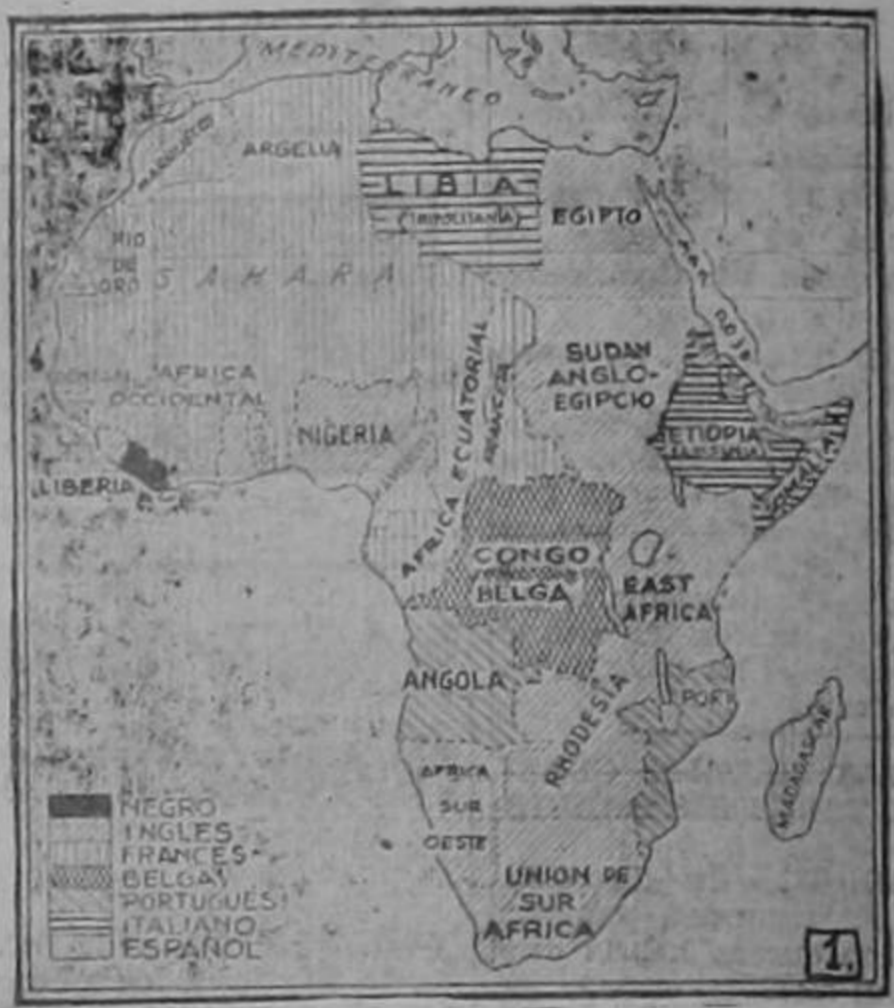 MEDITERRANEO
MARRUECOS
ARGELIA
LIBIA
(TRIPOLITANIA)
EGIPTO
MAR ROJO
RIO
DE
ORO
SAHARA
AFRICA
OCCIDENTAL
NIGERIA
LIBERIA
AFRICA ECUATORIAL
FRANCESA
SUDAN
ANGLO-
EGIPCIO
ETIOPIA
CONGO
BELGA
EAST
AFRICA
ANGOLA
RHODESIA
PORT
MADAGASCAR
AFRICA
SUR
OESTE
UNION DE
SUR
AFRICA
NEGRO
INGLES
FRANCES
BELGA
PORTUGUÉS
ITALIANO
ESPAÑOL
1.